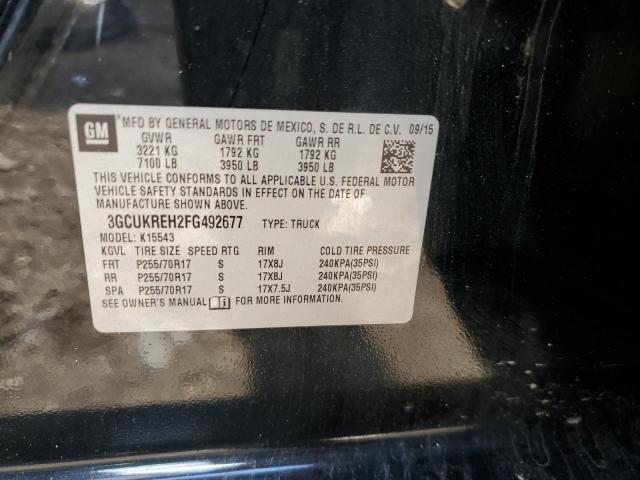 GM
MFD BY GENERAL MOTORS DE MEXICO, S. DE R.L. DE C.V. 09/15
GVWR GAWR FRT GAWR RR
3221 KG 1792 KG 1792 KG
7100 LB 3950 LB 3950 LB
THIS VEHICLE CONFORMS TO ALL APPLICABLE U.S. FEDERAL MOTOR
VEHICLE SAFETY STANDARDS IN EFFECT ON THE DATE OF
MANUFACTURE SHOWN ABOVE.
3GCUKREH2FG492677 TYPE: TRUCK
MODEL: K15543
KGVL TIRE SIZE SPEED RTG RIM COLD TIRE PRESSURE
FRT P255/70R17 S 17X8J 240KPA(35PSI)
RR P255/70R17 S 17X8J 240KPA(35PSI)
SPA P255/70R17 S 17X7.5J 240KPA(35PSI)
SEE OWNER'S MANUAL FOR MORE INFORMATION.